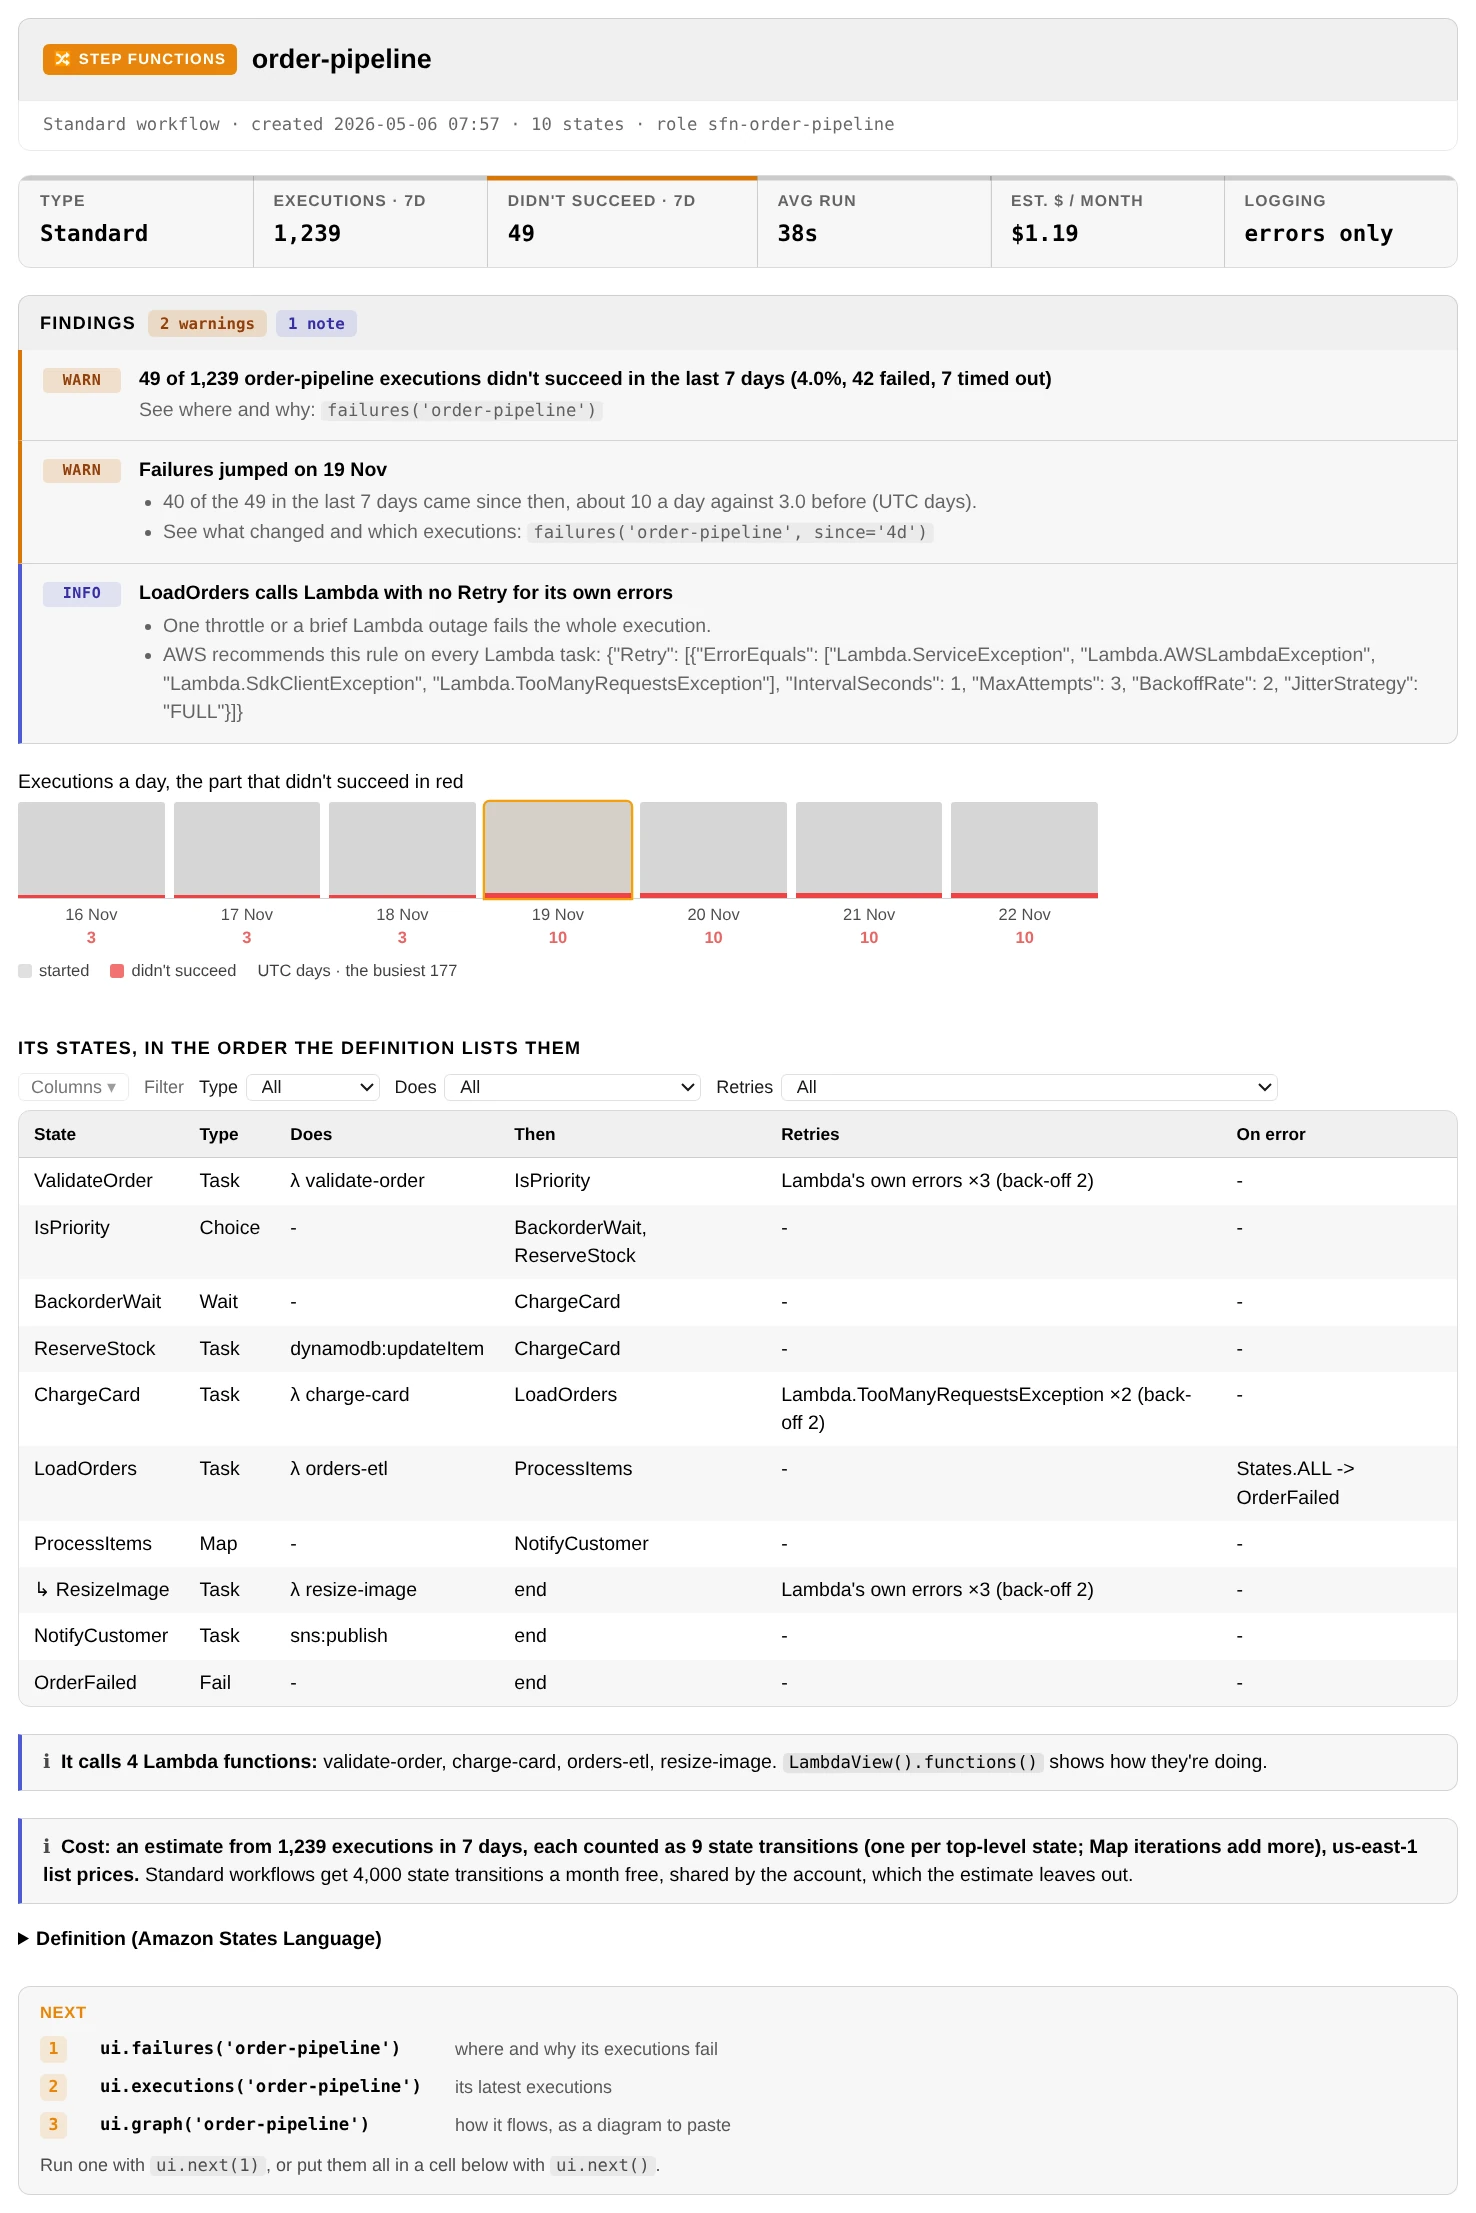 STEP FUNCTIONS order-pipeline
Standard workflow · created 2026-05-06 07:57 · 10 states · role sfn-order-pipeline
TYPE EXECUTIONS · 7D DIDN'T SUCCEED · 7D AVG RUN EST. $ / MONTH LOGGING
Standard 1,239 49 38s $1.19 errors only
FINDINGS 2 warnings 1 note
WARN 49 of 1,239 order-pipeline executions didn't succeed in the last 7 days (4.0%, 42 failed, 7 timed out)
See where and why: failures('order-pipeline')
WARN Failures jumped on 19 Nov
• 40 of the 49 in the last 7 days came since then, about 10 a day against 3.0 before (UTC days).
• See what changed and which executions: failures('order-pipeline', since='4d')
INFO LoadOrders calls Lambda with no Retry for its own errors
• One throttle or a brief Lambda outage fails the whole execution.
• AWS recommends this rule on every Lambda task: {"Retry": [{"ErrorEquals": ["Lambda.ServiceException", "Lambda.AWSLambdaException",
"Lambda.SdkClientException", "Lambda.TooManyRequestsException"], "IntervalSeconds": 1, "MaxAttempts": 3, "BackoffRate": 2, "JitterStrategy":
"FULL"}]}
Executions a day, the part that didn't succeed in red
16 Nov 17 Nov 18 Nov 19 Nov 20 Nov 21 Nov 22 Nov
3 3 3 10 10 10 10
started didn't succeed UTC days · the busiest 177
ITS STATES, IN THE ORDER THE DEFINITION LISTS THEM
Columns ▾ Filter Type All Does All Retries All
State Type Does Then Retries On error
ValidateOrder Task λ validate-order IsPriority Lambda's own errors ×3 (back-off 2) -
IsPriority Choice - BackorderWait, - -
ReserveStock
BackorderWait Wait - ChargeCard - -
ReserveStock Task dynamodb:updateItem ChargeCard - -
ChargeCard Task λ charge-card LoadOrders Lambda.TooManyRequestsException ×2 (back- -
off 2)
LoadOrders Task λ orders-etl ProcessItems - States.ALL ->
OrderFailed
ProcessItems Map - NotifyCustomer - -
↳ ResizeImage Task λ resize-image end Lambda's own errors ×3 (back-off 2) -
NotifyCustomer Task sns:publish end - -
OrderFailed Fail - end - -
ℹ It calls 4 Lambda functions: validate-order, charge-card, orders-etl, resize-image. LambdaView().functions() shows how they're doing.
ℹ Cost: an estimate from 1,239 executions in 7 days, each counted as 9 state transitions (one per top-level state; Map iterations add more), us-east-1
list prices. Standard workflows get 4,000 state transitions a month free, shared by the account, which the estimate leaves out.
▶ Definition (Amazon States Language)
NEXT
1 ui.failures('order-pipeline') where and why its executions fail
2 ui.executions('order-pipeline') its latest executions
3 ui.graph('order-pipeline') how it flows, as a diagram to paste
Run one with ui.next(1), or put them all in a cell below with ui.next().